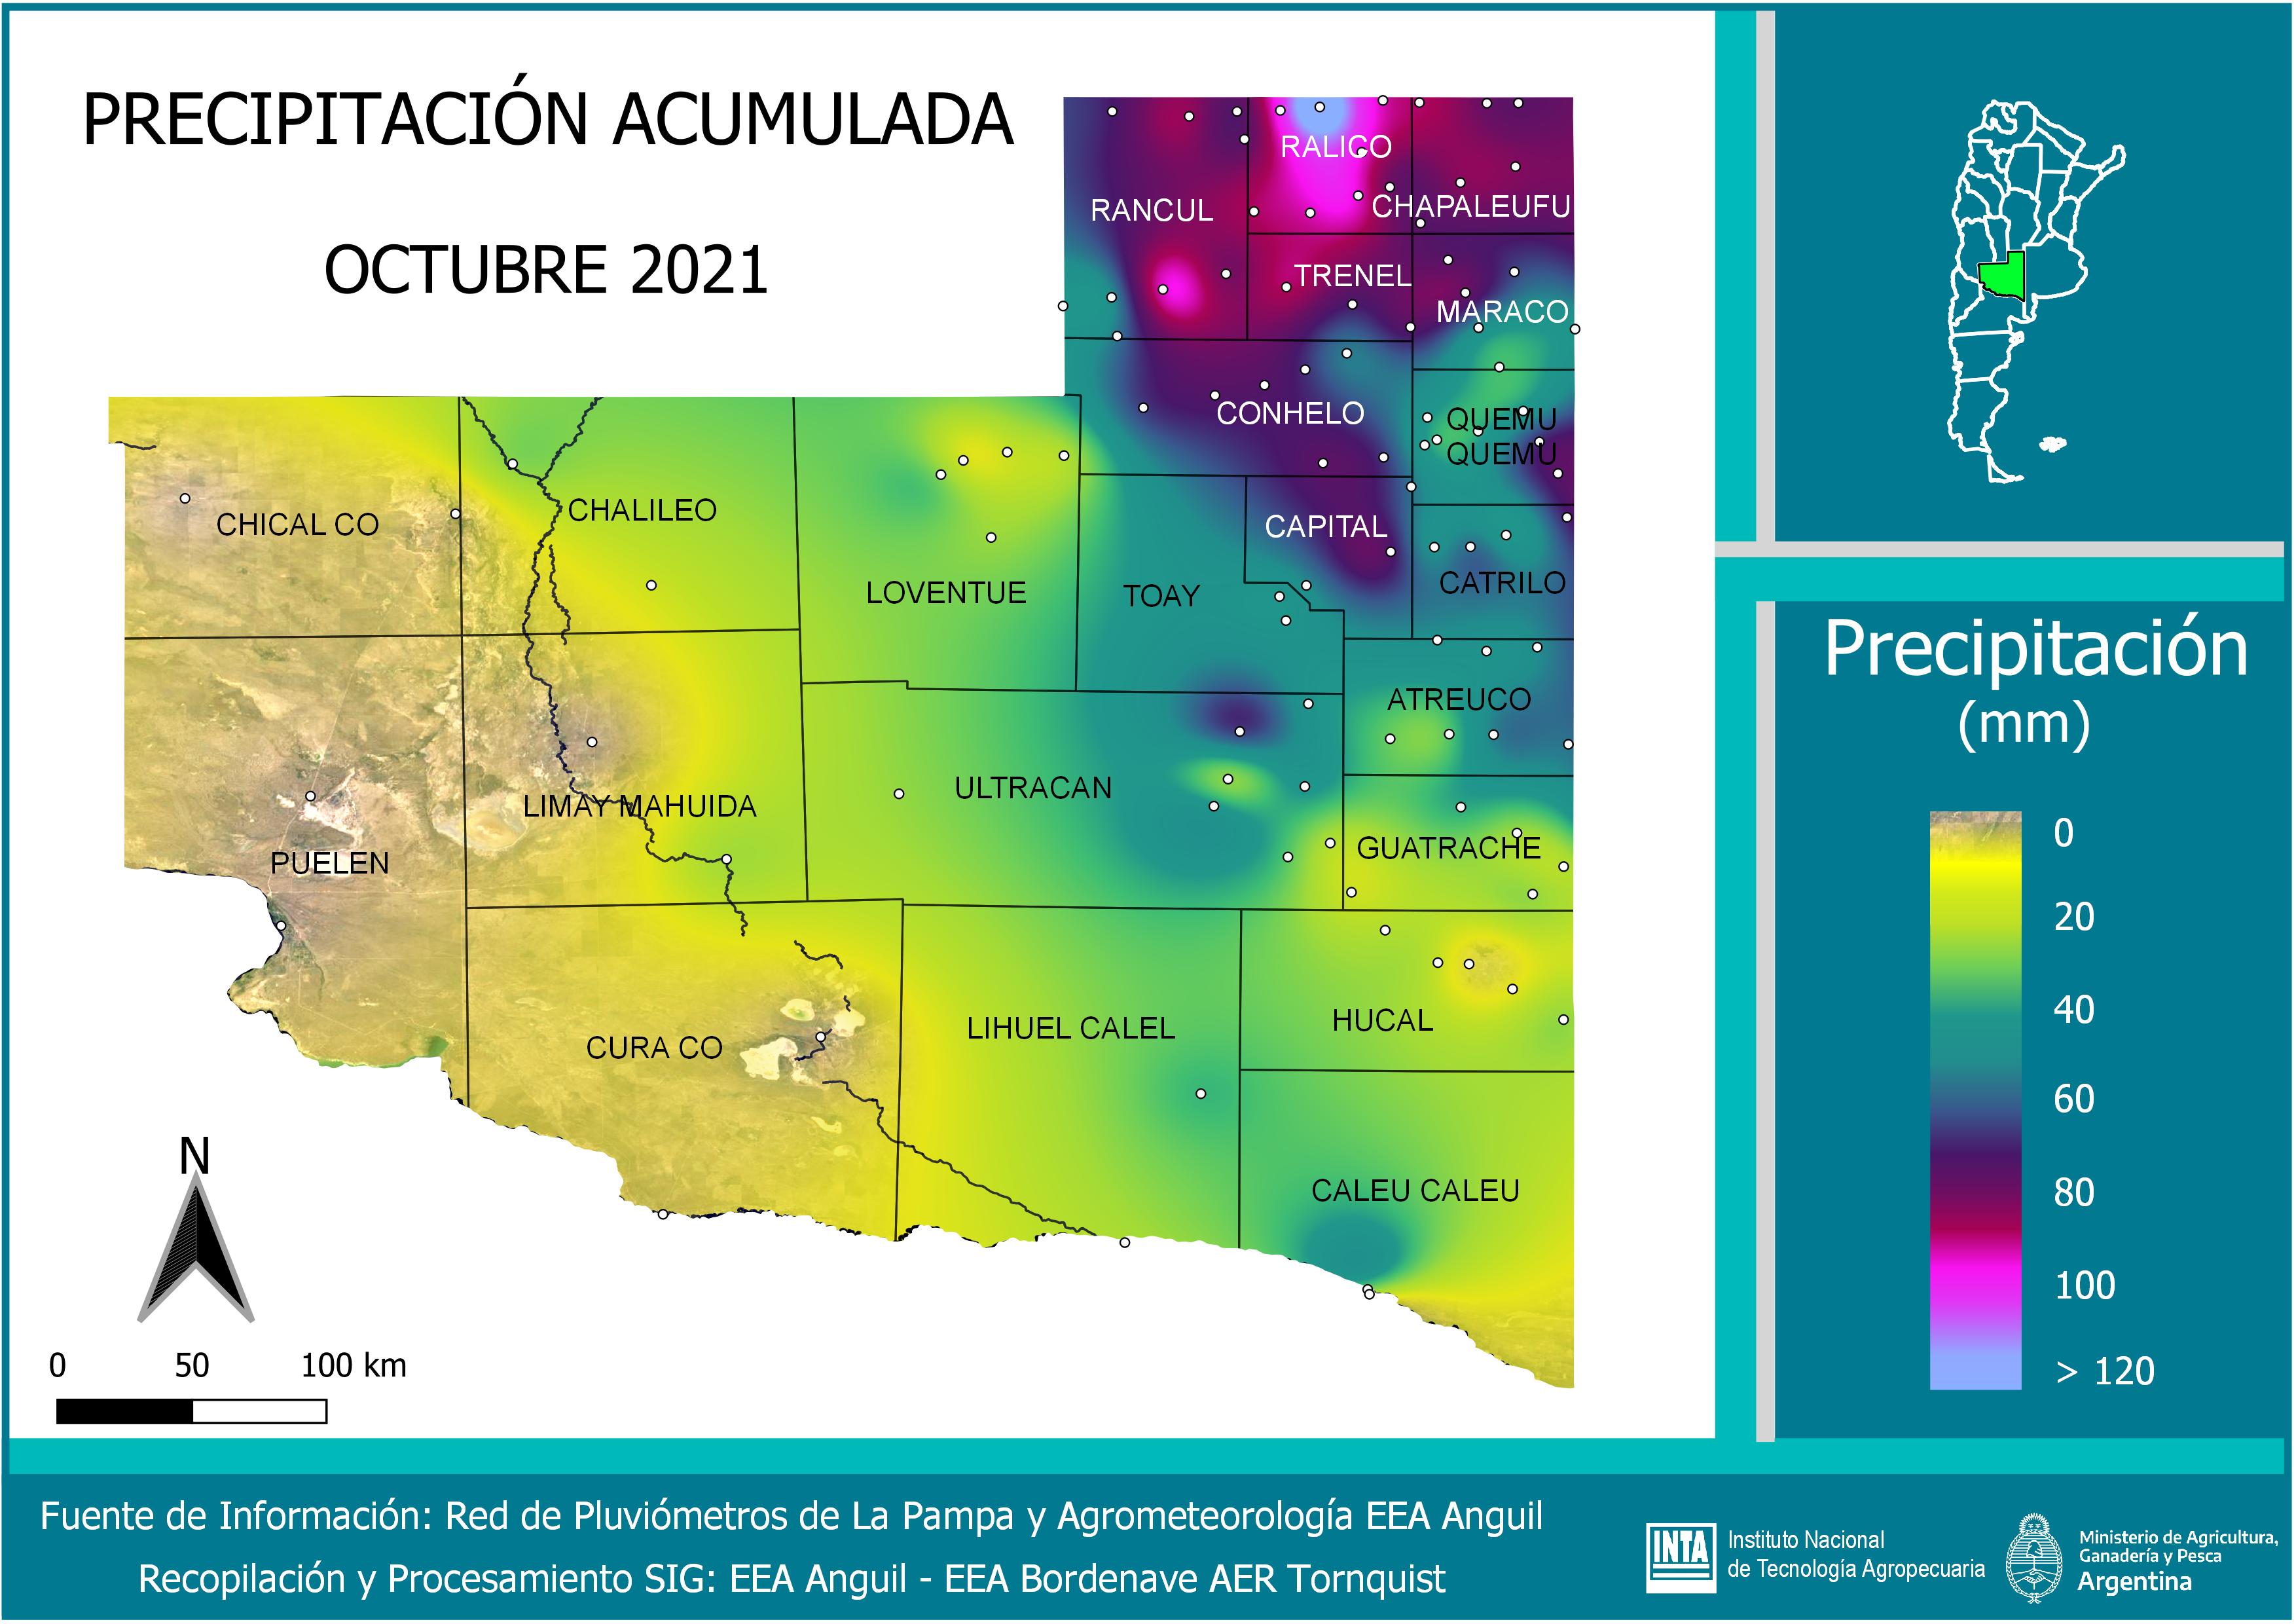 PRECIPITACIÓN ACUMULADA
OCTUBRE 2021
RALICO
RANCUL
CHAPALEUFU
TRENEL
MARACO
CONHELO
QUEMU
QUEMU
CHICAL CO
CHALILEO
CAPITAL
LOVENTUE
TOAY
CATRILO
ATREUCO
LIMAY MAHUIDA
ULTRACAN
PUELEN
GUATRACHE
CURA CO
LIHUEL CALEL
HUCAL
CALEU CALEU
N
0 50 100 km
Precipitación
(mm)
0
20
40
60
80
100
> 120
Fuente de Información: Red de Pluviómetros de La Pampa y Agrometeorología EEA Anguil
Recopilación y Procesamiento SIG: EEA Anguil - EEA Bordenave AER Tornquist
INTA
Instituto Nacional
de Tecnología Agropecuaria
Ministerio de Agricultura,
Ganadería y Pesca
Argentina